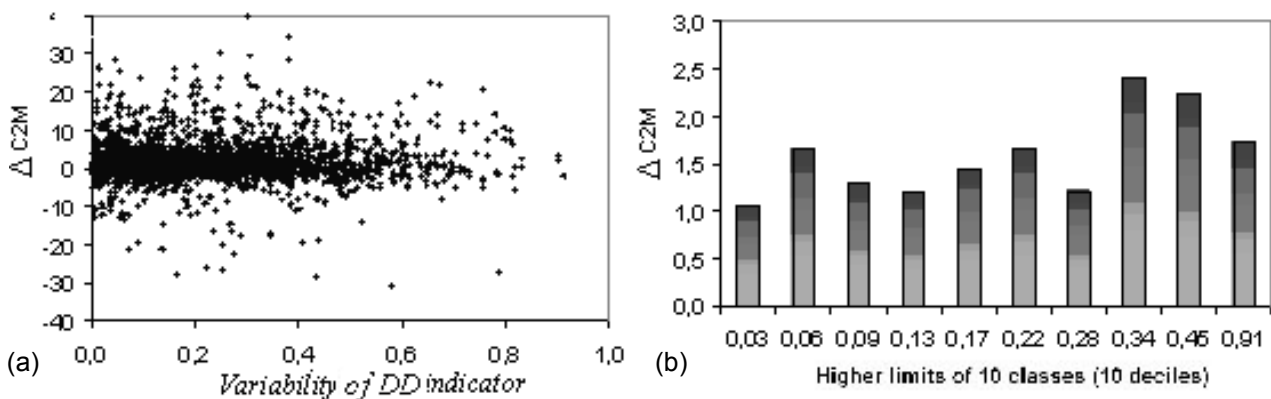 30
20
10
0
-10
-20
-30
-40
Δ C2M
0,0 0,2 0,4 0,6 0,8 1,0
Variability of DD indicator
(a)
3,0
2,5
2,0
1,5
1,0
0,5
0,0
Δ C2M
0,03 0,06 0,09 0,13 0,17 0,22 0,28 0,34 0,45 0,91
Higher limits of 10 classes (10 deciles)
(b)